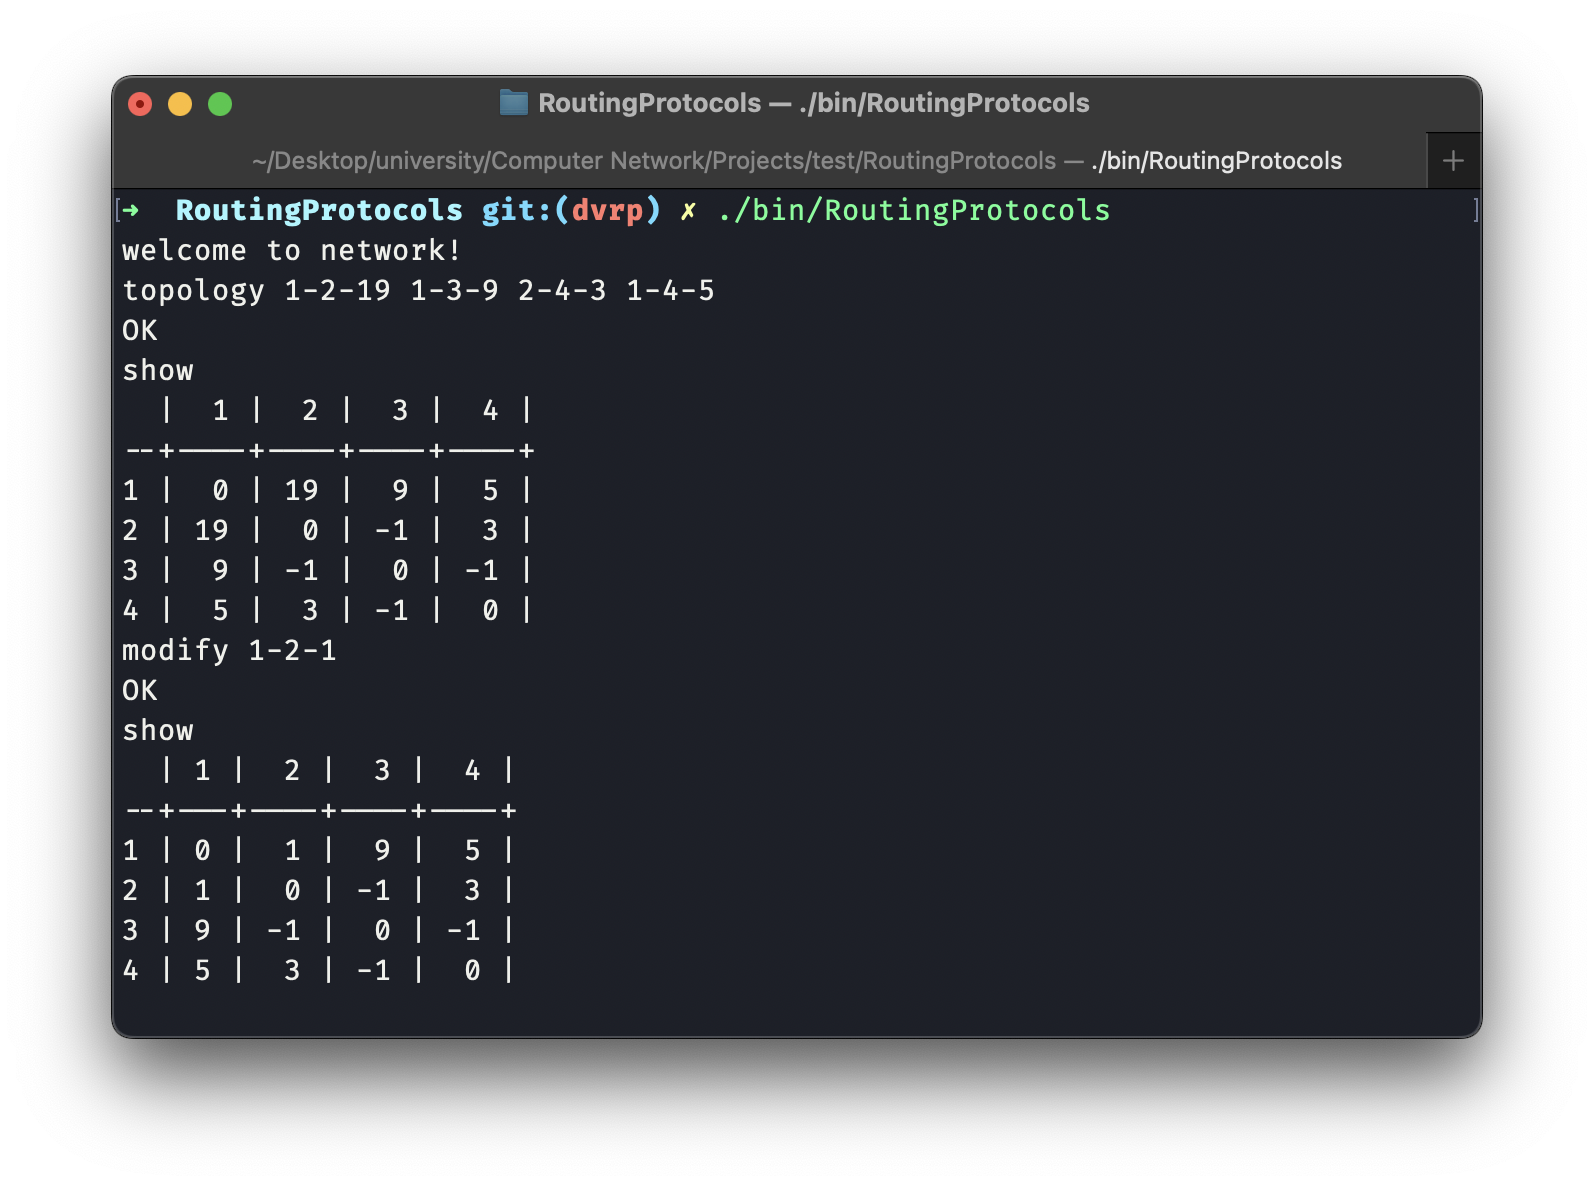 RoutingProtocols — ./bin/RoutingProtocols
~/Desktop/university/Computer Network/Projects/test/RoutingProtocols — ./bin/RoutingProtocols +
[➜  RoutingProtocols git:(dvrp) ✗ ./bin/RoutingProtocols ]
welcome to network!
topology 1-2-19 1-3-9 2-4-3 1-4-5
OK
show
  |  1 |  2 |  3 |  4 |
--+----+----+----+----+
1 |  0 | 19 |  9 |  5 |
2 | 19 |  0 | -1 |  3 |
3 |  9 | -1 |  0 | -1 |
4 |  5 |  3 | -1 |  0 |
modify 1-2-1
OK
show
  | 1 |  2 |  3 |  4 |
--+---+----+----+----+
1 | 0 |  1 |  9 |  5 |
2 | 1 |  0 | -1 |  3 |
3 | 9 | -1 |  0 | -1 |
4 | 5 |  3 | -1 |  0 |